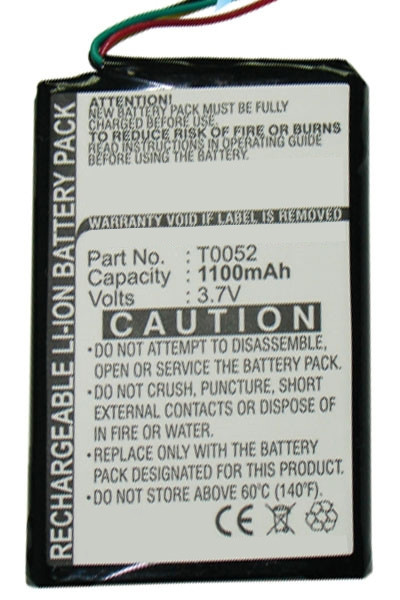 RECHARGEABLE LI-ION BATTERY PACK
ATTENTION!
NEW BATTERY PACK MUST BE FULLY
CHARGED BEFORE USE.
TO REDUCE RISK OF FIRE OR BURNS
READ INSTRUCTIONS IN OPERATING GUIDE
BEFORE USING BATTERY.
WARRANTY VOID IF LABEL IS REMOVED
Part No. : T0052
Capacity : 1100mAh
Volts : 3.7V
CAUTION
•DO NOT ATTEMPT TO DISASSEMBLE,
OPEN OR SERVICE THE BATTERY PACK
•DO NOT CRUSH, PUNCTURE, SHORT
EXTERNAL CONTACTS OR DISPOSE OF
IN FIRE OR WATER.
•REPLACE ONLY WITH THE BATTERY
PACK DESIGNATED FOR THIS DEVICE.
•DO NOT STORE ABOVE 60°C (140°F).
CE